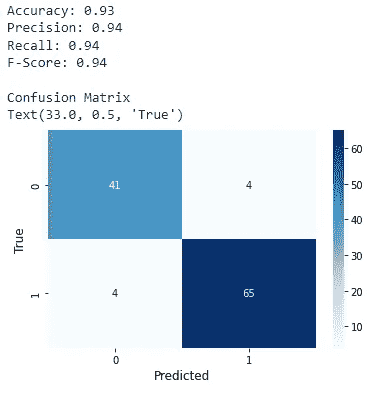 Accuracy: 0.93
Precision: 0.94
Recall: 0.94
F-Score: 0.94
Confusion Matrix
Text(33.0, 0.5, 'True')
60
50
40
30
20
10
True
0
41
4
1
4
65
0
1
Predicted